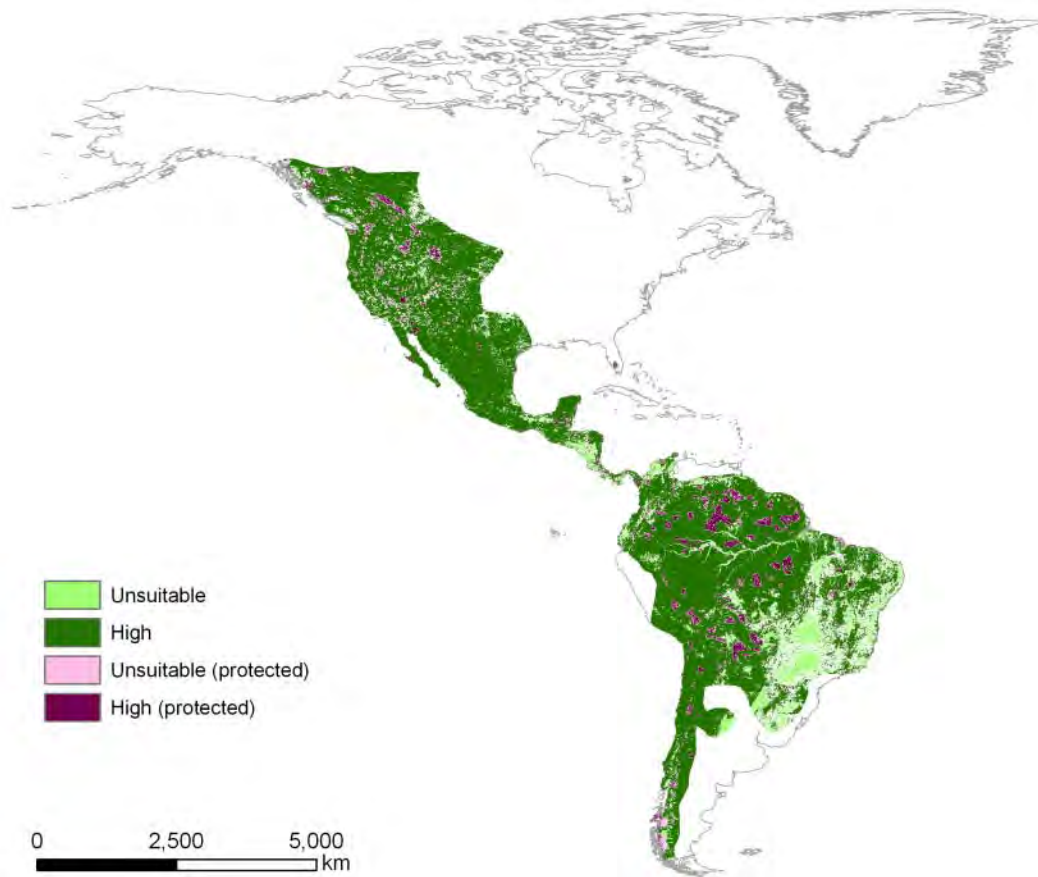 Unsuitable
High
Unsuitable (protected)
High (protected)
0 2,500 5,000
km